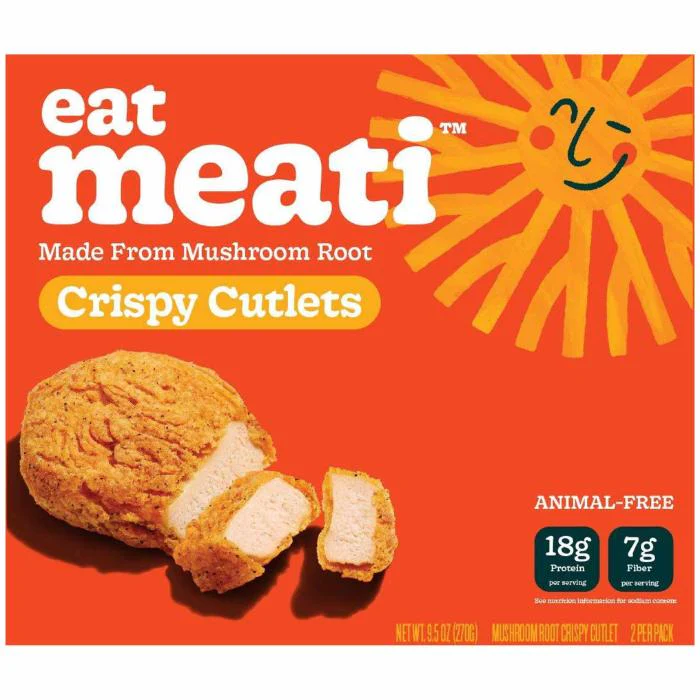 eat
meati™
Made From Mushroom Root
Crispy Cutlets
ANIMAL-FREE
18g
Protein
per serving
7g
Fiber
per serving
See nutrition information for sodium content
NET WT. 9.5 OZ (270G) MUSHROOM ROOT CRISPY CUTLET 2 PER PACK